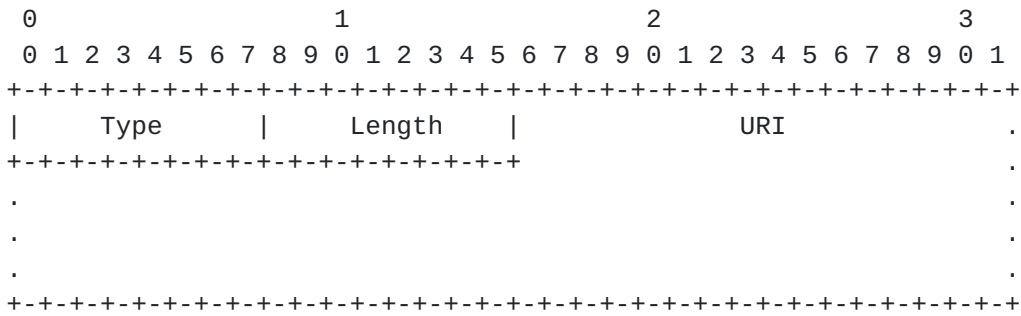 0                   1                   2                   3
 0 1 2 3 4 5 6 7 8 9 0 1 2 3 4 5 6 7 8 9 0 1 2 3 4 5 6 7 8 9 0 1
+-+-+-+-+-+-+-+-+-+-+-+-+-+-+-+-+-+-+-+-+-+-+-+-+-+-+-+-+-+-+-+-+
|     Type      |     Length    |              URI              .
+-+-+-+-+-+-+-+-+-+-+-+-+-+-+-+-+                               .
.                                                               .
.                                                               .
.                                                               .
+-+-+-+-+-+-+-+-+-+-+-+-+-+-+-+-+-+-+-+-+-+-+-+-+-+-+-+-+-+-+-+-+